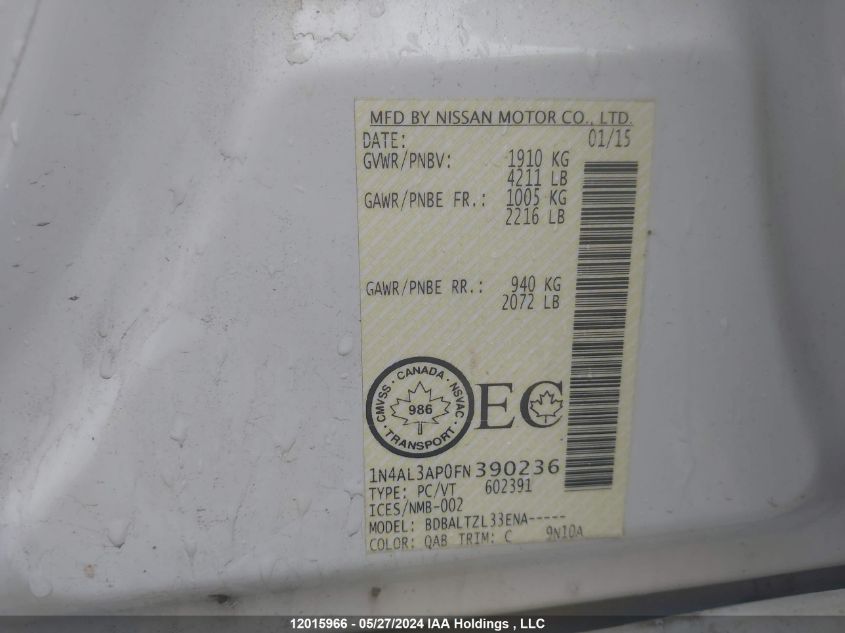 MFD BY NISSAN MOTOR CO., LTD.
DATE: 01/15
GVWR/PNBV: 1910 KG
4211 LB
GAWR/PNBE FR.: 1005 KG
2216 LB
GAWR/PNBE RR.: 940 KG
2072 LB
CMVSS · CANADA · NSVAC
986
· TRANSPORT ·
EC
1N4AL3AP0FN390236
TYPE: PC/VT 602391
ICES/NMB-002
MODEL: BDBALTZL33ENA-----
COLOR: QAB TRIM: C 9N10A
12015966 - 05/27/2024 IAA Holdings , LLC